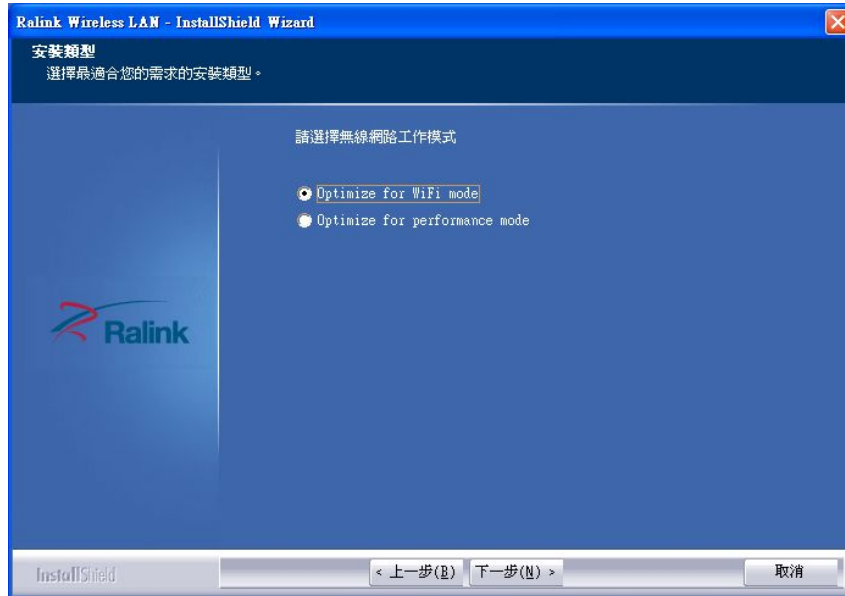 Ralink Wireless LAN - InstallShield Wizard
安裝類型
選擇最適合您的需求的安裝類型。
請選擇無線網路工作模式
Optimize for WiFi mode
Optimize for performance mode
Ralink
InstallShield
< 上一步(B) 下一步(N) > 取消